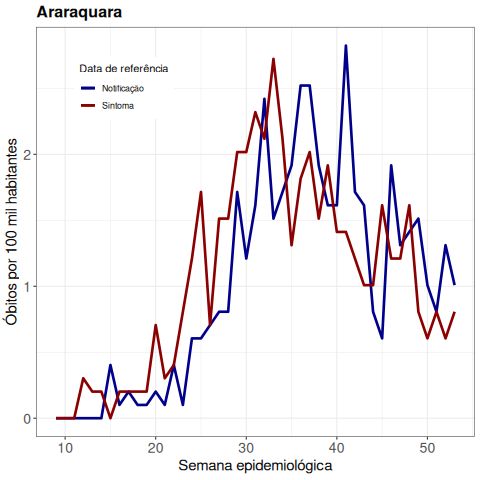 Araraquara
Data de referência
Notificação
Sintoma
Óbitos por 100 mil habitantes
2
1
0
10 20 30 40 50
Semana epidemiológica